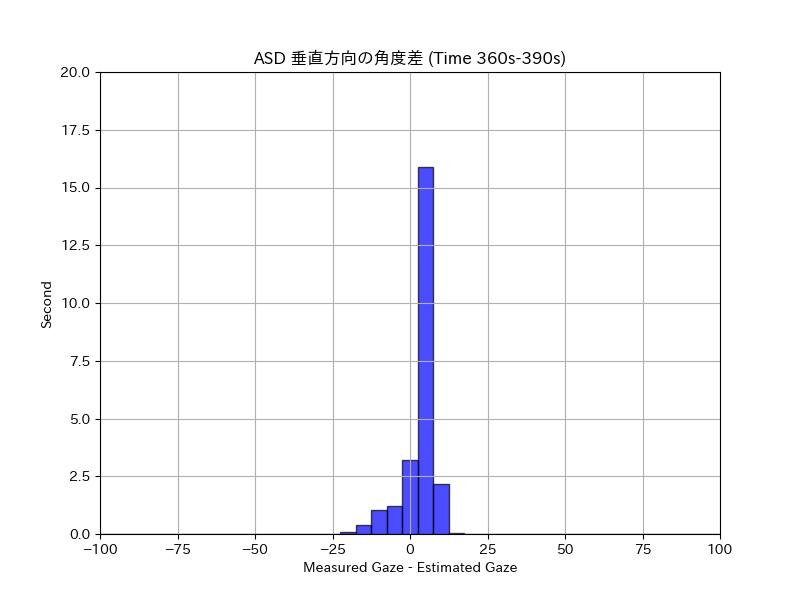 ASD 垂直方向の角度差 (Time 360s-390s)
20.0
17.5
15.0
12.5
10.0
7.5
5.0
2.5
0.0
Second
−100 −75 −50 −25 0 25 50 75 100
Measured Gaze - Estimated Gaze